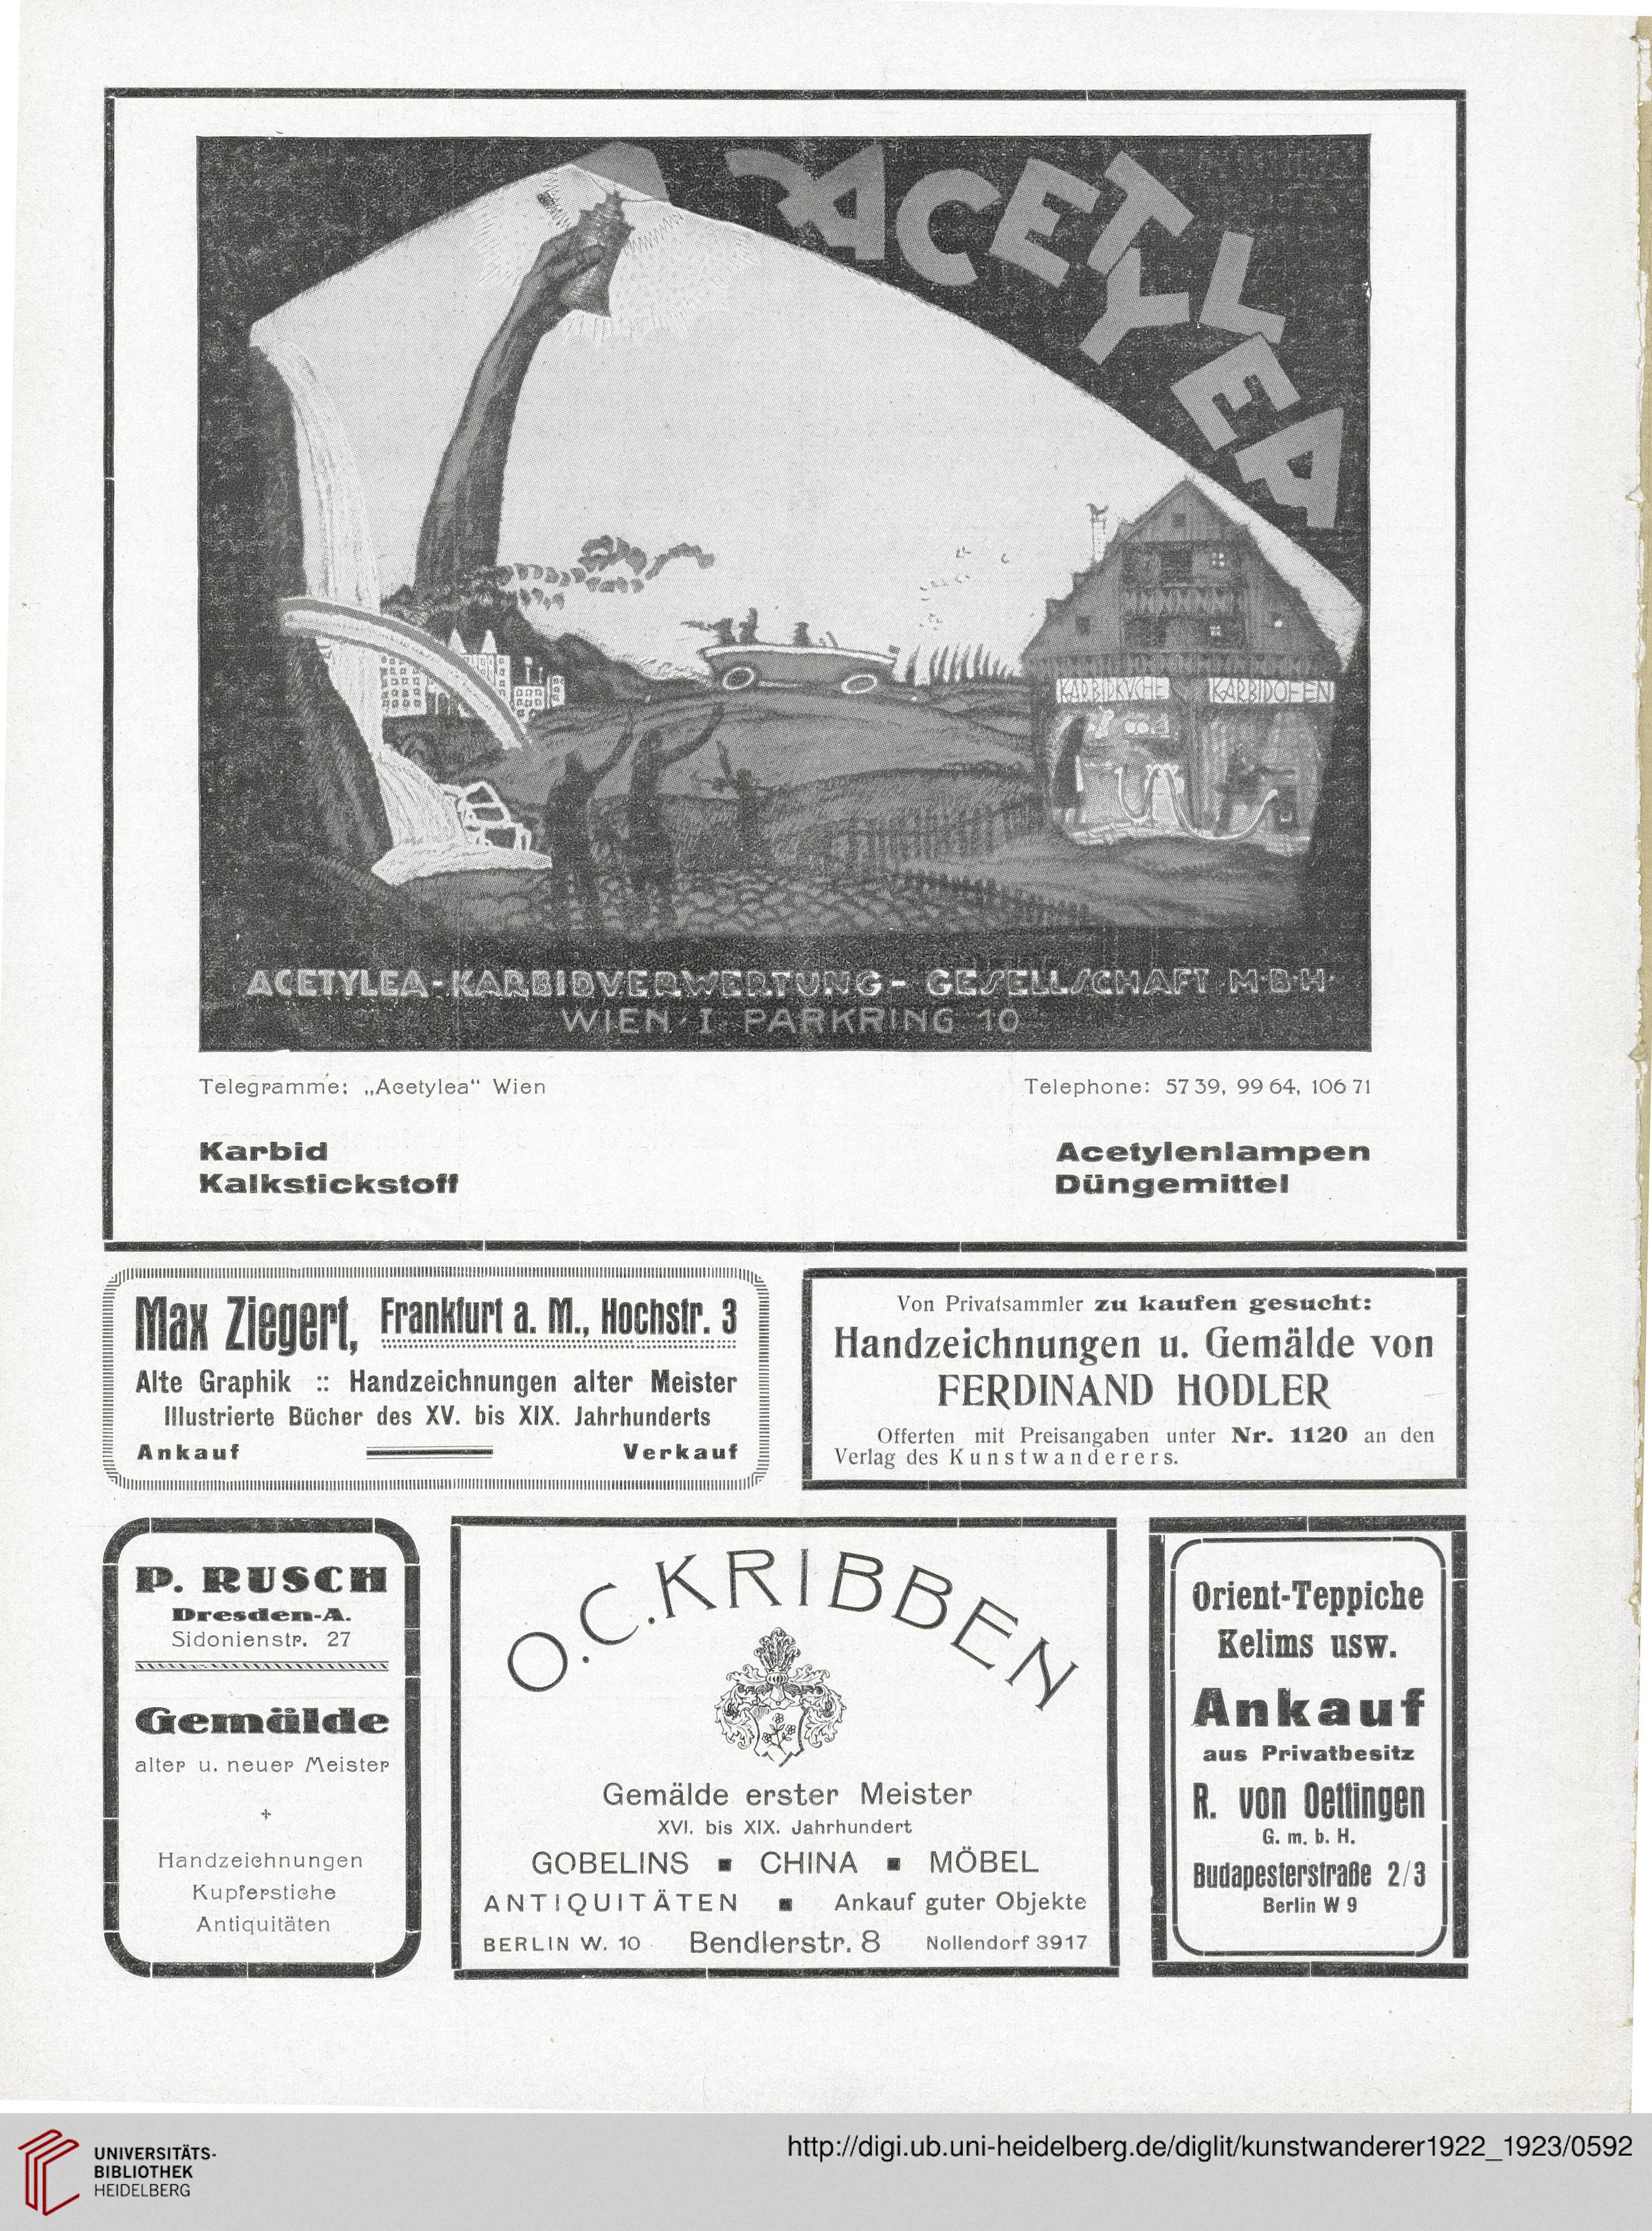 ACETYLEA
KARBIDKÜCHE KARBIDOFEN
ACETYLEA-KARBIDVERWERTUNG-GESELLSCHAFT M·B·H·
WIEN·I PARKRING 10
Telegramme: „Acetylea“ Wien Telephone: 57 39, 99 64, 106 71
Karbid Acetylenlampen
Kalkstickstoff Düngemittel
Max Ziegert, Frankfurt a. M., Hochstr. 3
Alte Graphik :: Handzeichnungen alter Meister
Illustrierte Bücher des XV. bis XIX. Jahrhunderts
Ankauf Verkauf
Von Privatsammler zu kaufen gesucht:
Handzeichnungen u. Gemälde von
FERDINAND HODLER
Offerten mit Preisangaben unter Nr. 1120 an den
Verlag des Kunstwanderers.
P. RUSCH
Dresden-A.
Sidonienstr. 27
Gemälde
alter u. neuer Meister
+
Handzeichnungen
Kupferstiche
Antiquitäten
O.C.KRIBBEN
Gemälde erster Meister
XVI. bis XIX. Jahrhundert
GOBELINS ■ CHINA ■ MÖBEL
ANTIQUITÄTEN ■ Ankauf guter Objekte
BERLIN W. 10 Bendlerstr. 8 Nollendorf 3917
Orient-Teppiche
Kelims usw.
Ankauf
aus Privatbesitz
R. von Oettingen
G. m. b. H.
Budapesterstraße 2/3
Berlin W 9
UNIVERSITÄTS-
BIBLIOTHEK
HEIDELBERG
http://digi.ub.uni-heidelberg.de/diglit/kunstwanderer1922_1923/0592